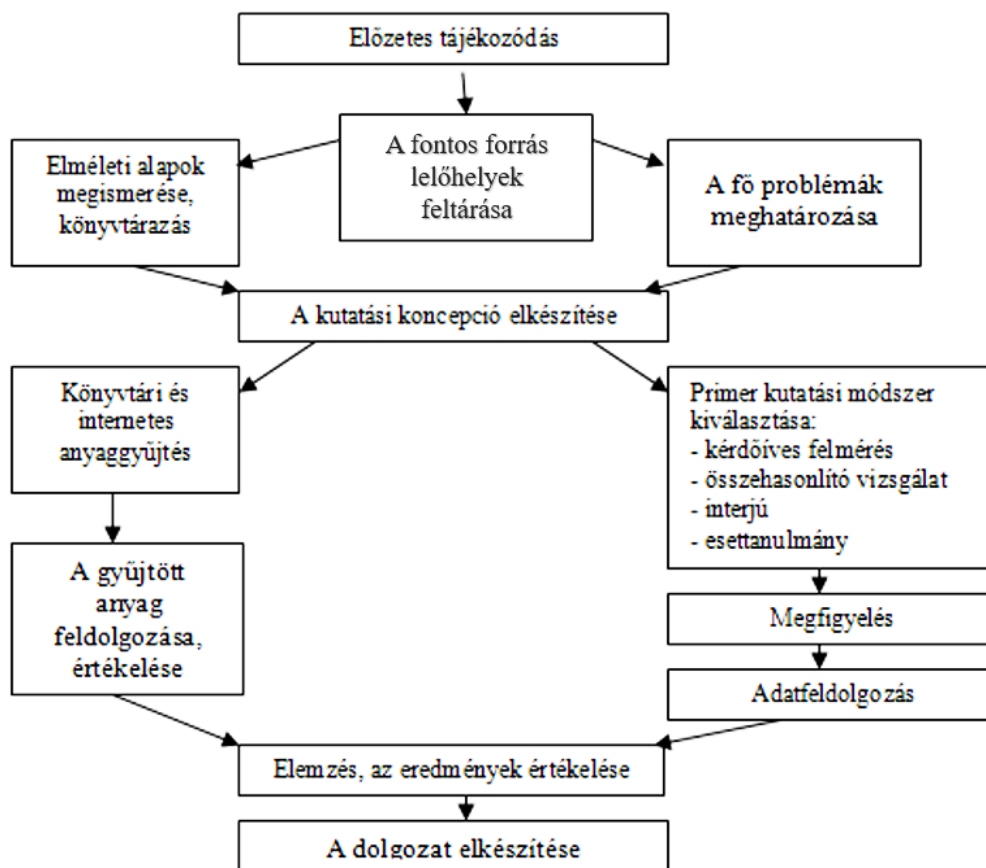 Előzetes tájékozódás
A fontos forrás
lelőhelyek
feltárása
Elméleti alapok
megismerése,
könyvtárazás
A fő problémák
meghatározása
A kutatási koncepció elkészítése
Könyvtári és
internetes
anyaggyűjtés
A gyűjtött
anyag
feldolgozása,
értékelése
Primer kutatási módszer
kiválasztása:
- kérdőíves felmérés
- összehasonlító vizsgálat
- interjú
- esettanulmány
Megfigyelés
Adatfeldolgozás
Elemzés, az eredmények értékelése
A dolgozat elkészítése